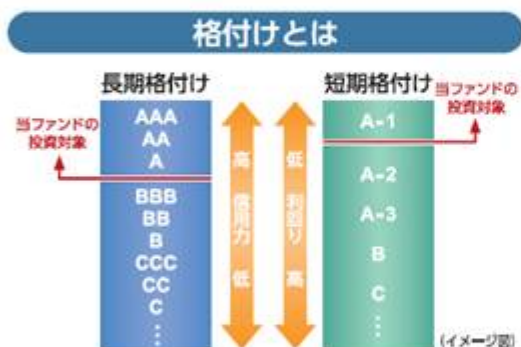 格付けとは
長期格付け
短期格付け
当ファンドの
投資対象
AAA
AA
A
BBB
BB
B
CCC
CC
C
⋮
高 信用力 低
低 利回り 高
当ファンドの
投資対象
A-1
A-2
A-3
B
C
⋮
(イメージ図)